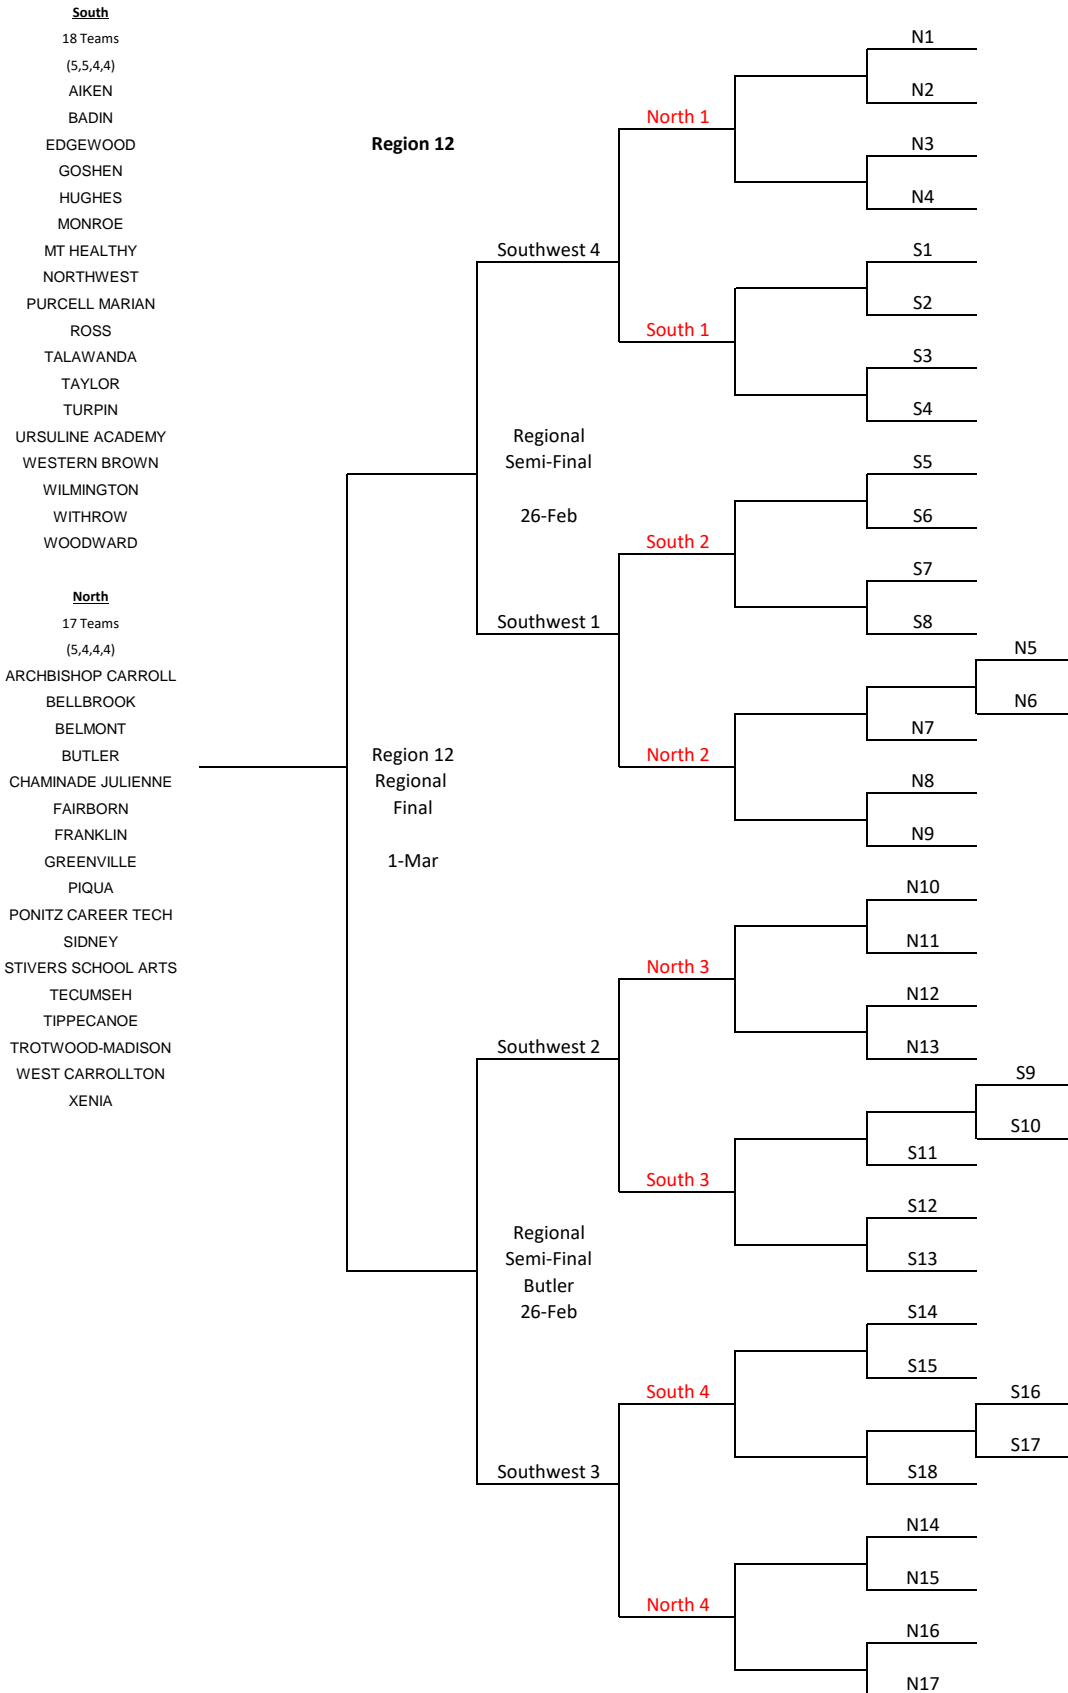 South
18 Teams
(5,5,4,4)
AIKEN
BADIN
EDGEWOOD
GOSHEN
HUGHES
MONROE
MT HEALTHY
NORTHWEST
PURCELL MARIAN
ROSS
TALAWANDA
TAYLOR
TURPIN
URSULINE ACADEMY
WESTERN BROWN
WILMINGTON
WITHROW
WOODWARD
North
17 Teams
(5,4,4,4)
ARCHBISHOP CARROLL
BELLBROOK
BELMONT
BUTLER
CHAMINADE JULIENNE
FAIRBORN
FRANKLIN
GREENVILLE
PIQUA
PONITZ CAREER TECH
SIDNEY
STIVERS SCHOOL ARTS
TECUMSEH
TIPPECANOE
TROTWOOD-MADISON
WEST CARROLLTON
XENIA
Region 12
Region 12
Regional
Final
1-Mar
Southwest 4
Regional
Semi-Final
26-Feb
Southwest 1
Southwest 2
Regional
Semi-Final
Butler
26-Feb
Southwest 3
North 1
South 1
South 2
North 2
North 3
South 3
South 4
North 4
N1
N2
N3
N4
S1
S2
S3
S4
S5
S6
S7
S8
N5
N6
N7
N8
N9
N10
N11
N12
N13
S9
S10
S11
S12
S13
S14
S15
S16
S17
S18
N14
N15
N16
N17